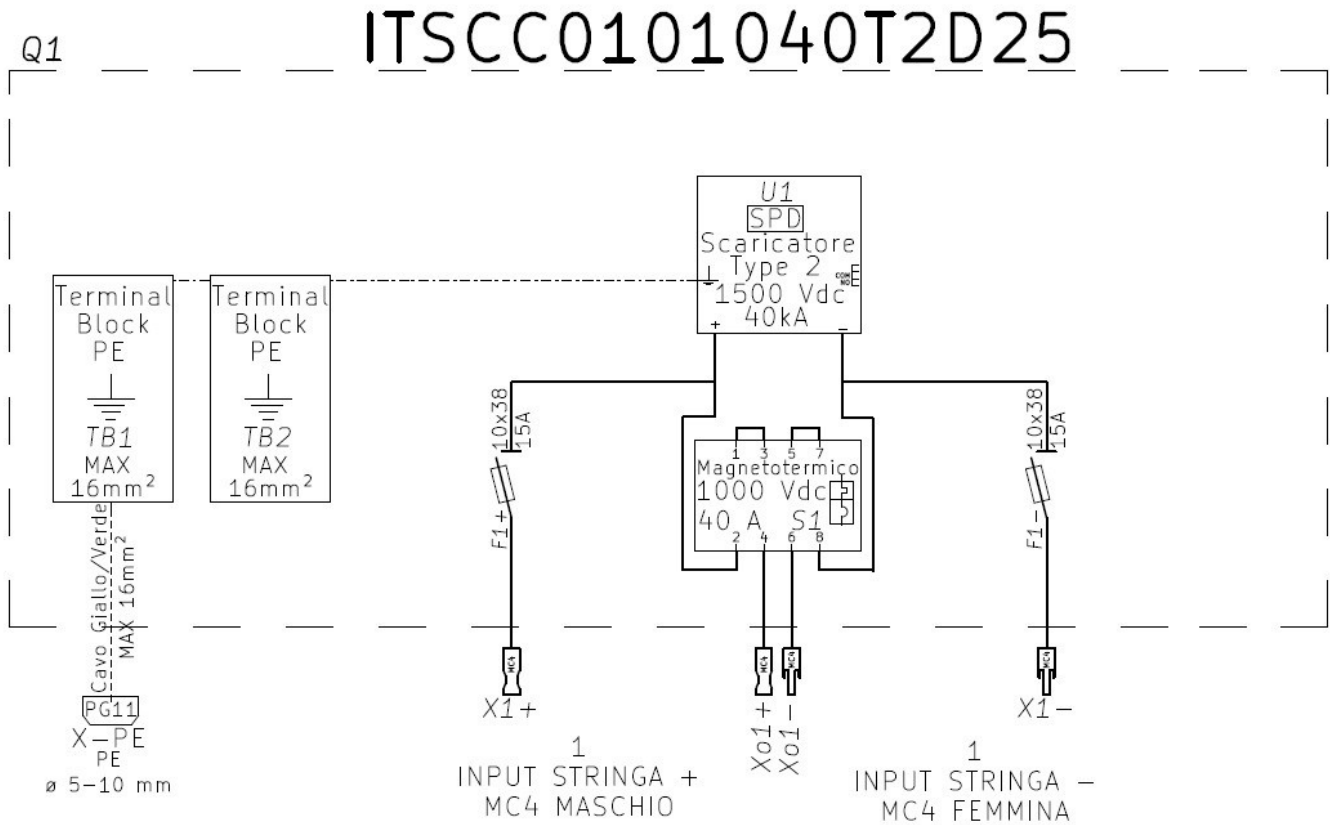 ITSCC0101040T2D25
Q1
U1
SPD
Scaricatore
Type 2
COM
NO
1500 Vdc
40kA
+ -
Terminal
Block
PE
TB1
MAX
16mm²
Terminal
Block
PE
TB2
MAX
16mm²
10x38
15A
F1+
1 3 5 7
Magnetotermico
1000 Vdc
40 A S1
2 4 6 8
10x38
15A
F1-
Cavo Giallo/Verde
MAX 16mm²
PG11
X-PE
PE
ø 5-10 mm
MC4
X1+
1
INPUT STRINGA +
MC4 MASCHIO
MC4
Xo1+
MC4
Xo1-
MC4
X1-
1
INPUT STRINGA -
MC4 FEMMINA